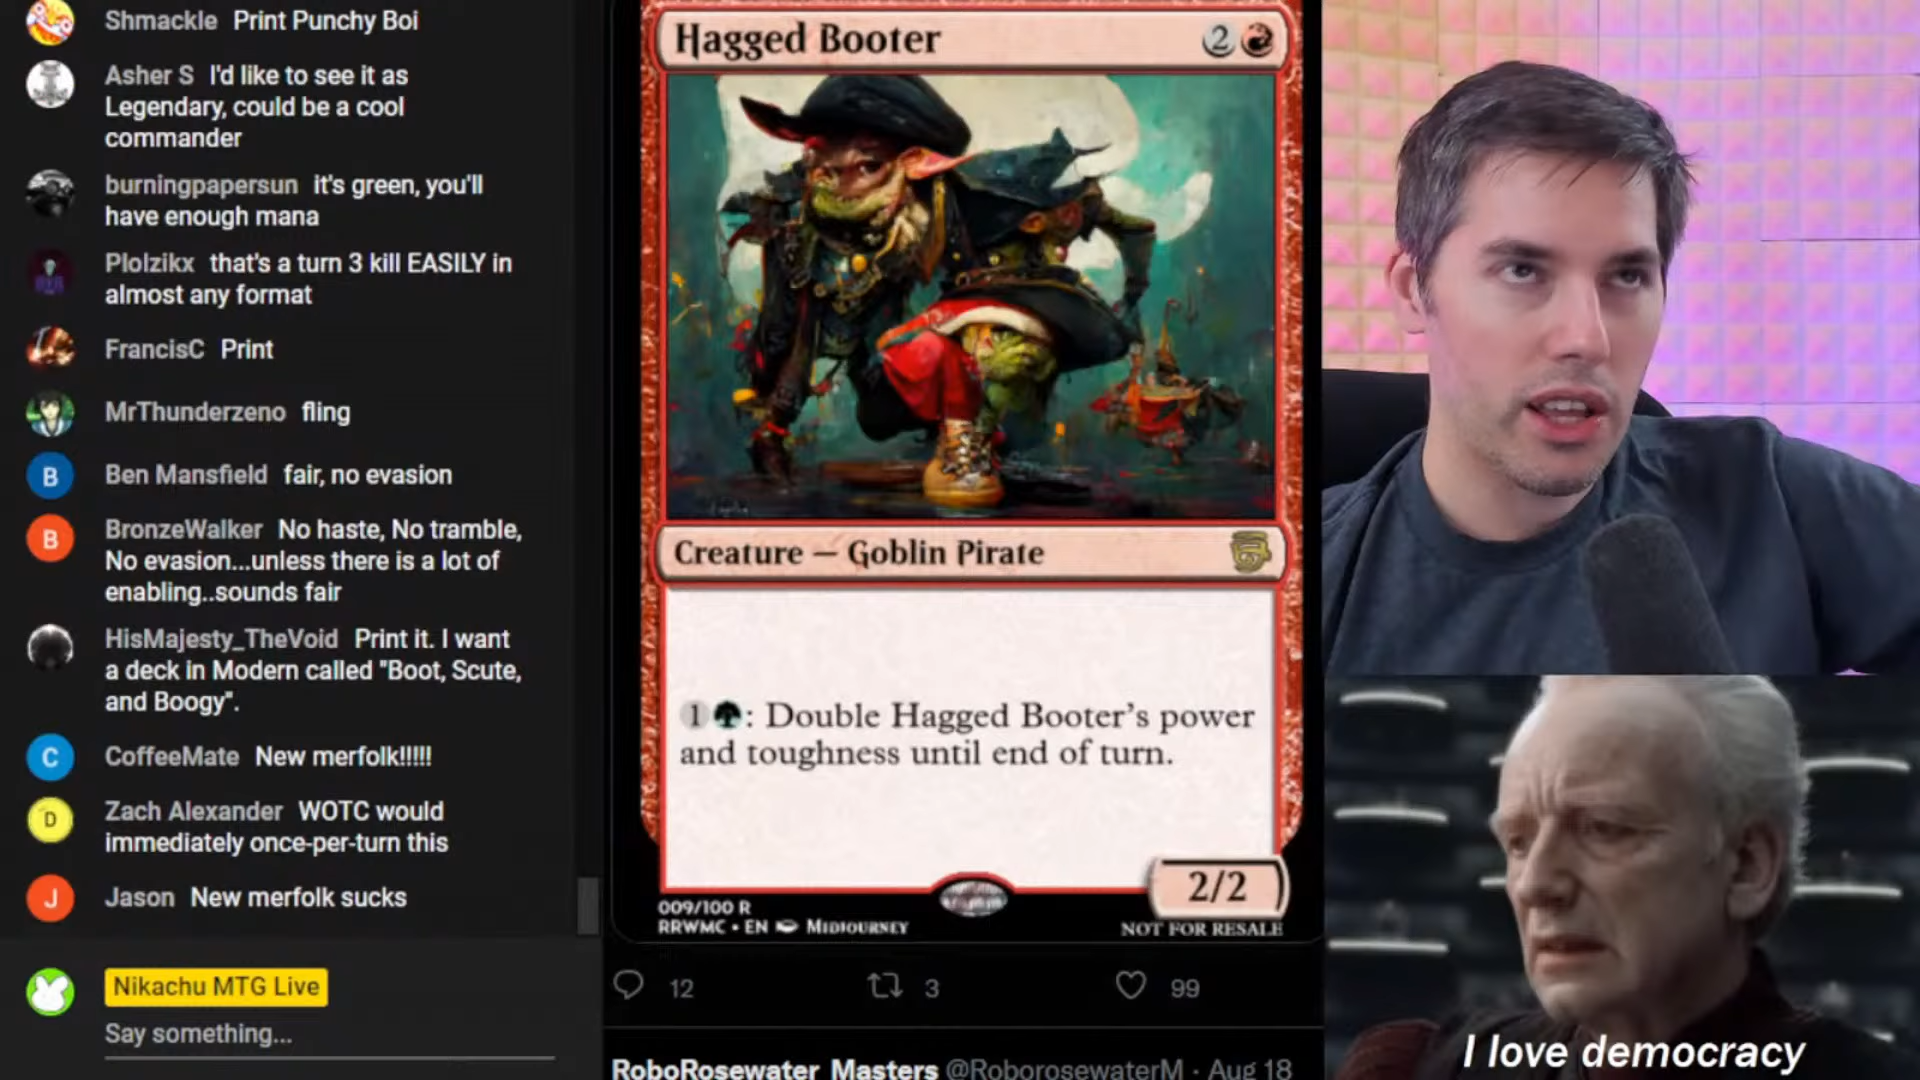 Shmackle Print Punchy Boi
Asher S I'd like to see it as
Legendary, could be a cool
commander
burningpapersun it's green, you'll
have enough mana
Plolzikx that's a turn 3 kill EASILY in
almost any format
FrancisC Print
MrThunderzeno fling
B Ben Mansfield fair, no evasion
B BronzeWalker No haste, No tramble,
No evasion...unless there is a lot of
enabling..sounds fair
HisMajesty_TheVoid Print it. I want
a deck in Modern called "Boot, Scute,
and Boogy".
C CoffeeMate New merfolk!!!!!
D Zach Alexander WOTC would
immediately once-per-turn this
J Jason New merfolk sucks
Nikachu MTG Live
Say something...
Hagged Booter 2
Creature — Goblin Pirate
1 : Double Hagged Booter's power
and toughness until end of turn.
2/2
009/100 R
RRWMC • EN MIDJOURNEY
NOT FOR RESALE
12 3 99
RoboRosewater Masters @RoborosewaterM · Aug 18
I love democracy